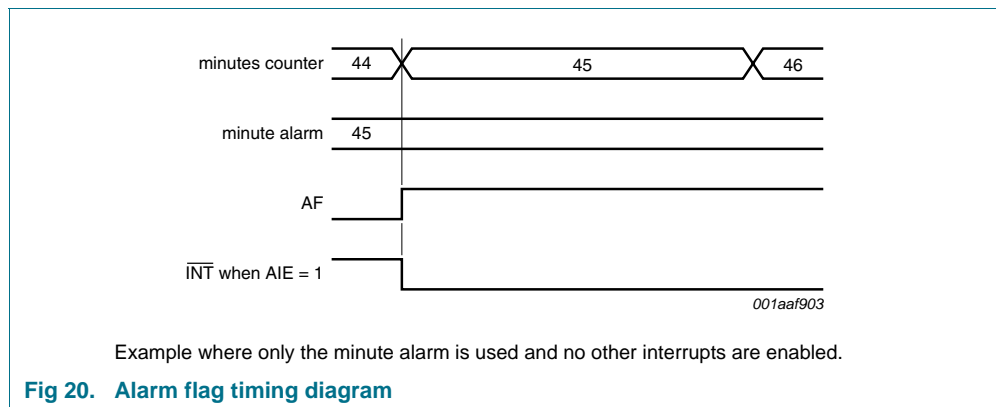 minutes counter 44 45 46
minute alarm 45
AF
INT when AIE = 1
001aaf903
Example where only the minute alarm is used and no other interrupts are enabled.
Fig 20. Alarm flag timing diagram